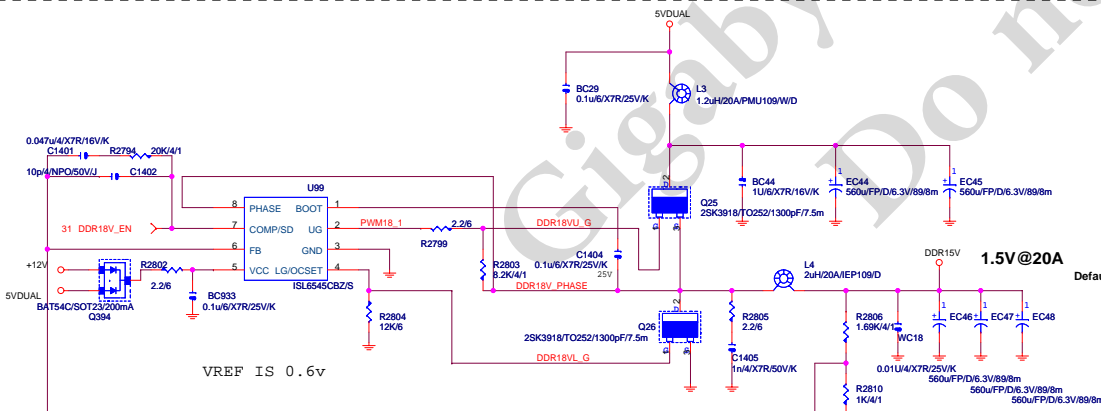 Gigaby
Do no
5VDUAL
BC29
0.1u/6/X7R/25V/K
L3
1.2uH/20A/PMU109/W/D
0.047u/4/X7R/16V/K
C1401
R2794
20K/4/1
10p/4/NPO/50V/J
C1402
U99
8 PHASE BOOT 1
7 COMP/SD UG 2
6 FB GND 3
5 VCC LG/OCSET 4
ISL6545CBZ/S
31 DDR18V_EN
PWM18_1
2.2/6
R2799
DDR18VU_G
BC44
1U/6/X7R/16V/K
1
EC44
560u/FP/D/6.3V/89/8m
1
EC45
560u/FP/D/6.3V/89/8m
2
Q25
2SK3918/TO252/1300pF/7.5m
+12V
5VDUAL
R2802
2.2/6
BAT54C/SOT23/200mA
Q394
BC933
0.1u/6/X7R/25V/K
R2804
12K/6
R2803
8.2K/4/1
C1404
0.1u/6/X7R/25V/K
25V
DDR18V_PHASE
L4
2uH/20A/IEP109/D
DDR15V
1.5V@20A
Defau
2
Q26
2SK3918/TO252/1300pF/7.5m
DDR18VL_G
R2805
2.2/6
C1405
1n/4/X7R/50V/K
R2806
1.69K/4/1
WC18
0.01U/4/X7R/25V/K
1
EC46
1
EC47
1
EC48
560u/FP/D/6.3V/89/8m
560u/FP/D/6.3V/89/8m
560u/FP/D/6.3V/89/8m
R2810
1K/4/1
VREF IS 0.6v